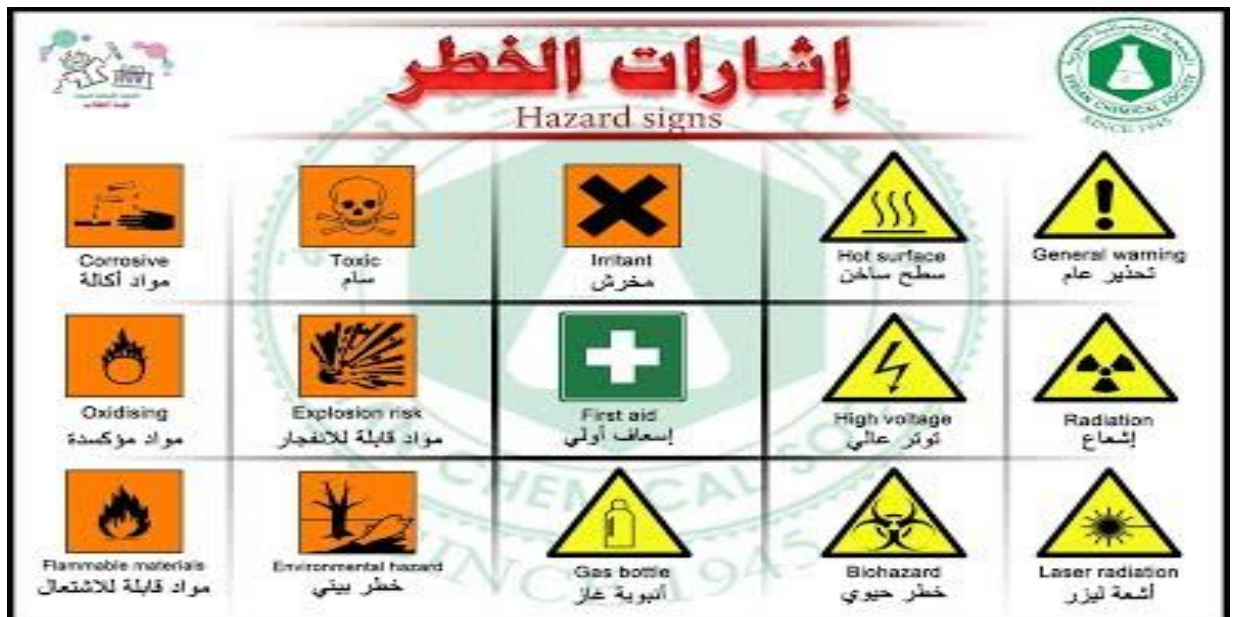 إشارات الخطر
Hazard signs
SYRIAN CHEMICAL SOCIETY
SINCE 1945
Corrosive
مواد أكالة
Toxic
سام
Irritant
مخرش
Hot surface
سطح ساخن
General warning
تحذير عام
Oxidising
مواد مؤكسدة
Explosion risk
مواد قابلة للانفجار
First aid
إسعاف أولي
High voltage
توتر عالي
Radiation
إشعاع
Flammable materials
مواد قابلة للاشتعال
Environmental hazard
خطر بيئي
Gas bottle
أنبوبة غاز
Biohazard
خطر حيوي
Laser radiation
أشعة ليزر